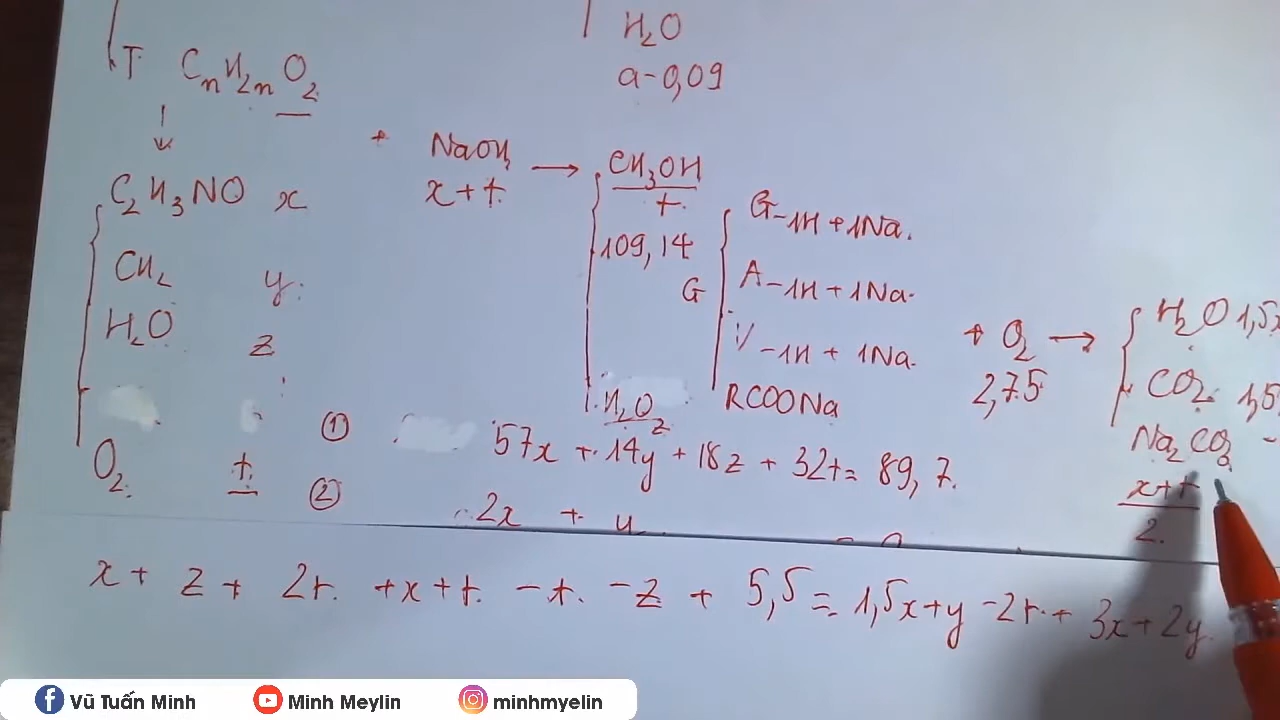 H₂O
a-0,09
T CₙH₂ₙO₂
↓
+ NaOH → CH₃OH
x+t t
C₂H₃NO x
G-1H+1Na.
109,14
CH₂ y
G A-1H+1Na.
H₂O z
V-1H+1Na.
+ O₂ → H₂O 1,5x
2,75
CO₂ 1,5
H₂O RCOONa
z
Na₂CO₃ -
x+t
2
① 57x + 14y + 18z + 32t = 89,7.
O₂ t
② 2x + y
x + z + 2t + x + t - t - z + 5,5 = 1,5x + y - 2t + 3x + 2y
Vũ Tuấn Minh
Minh Meylin
minhmyelin